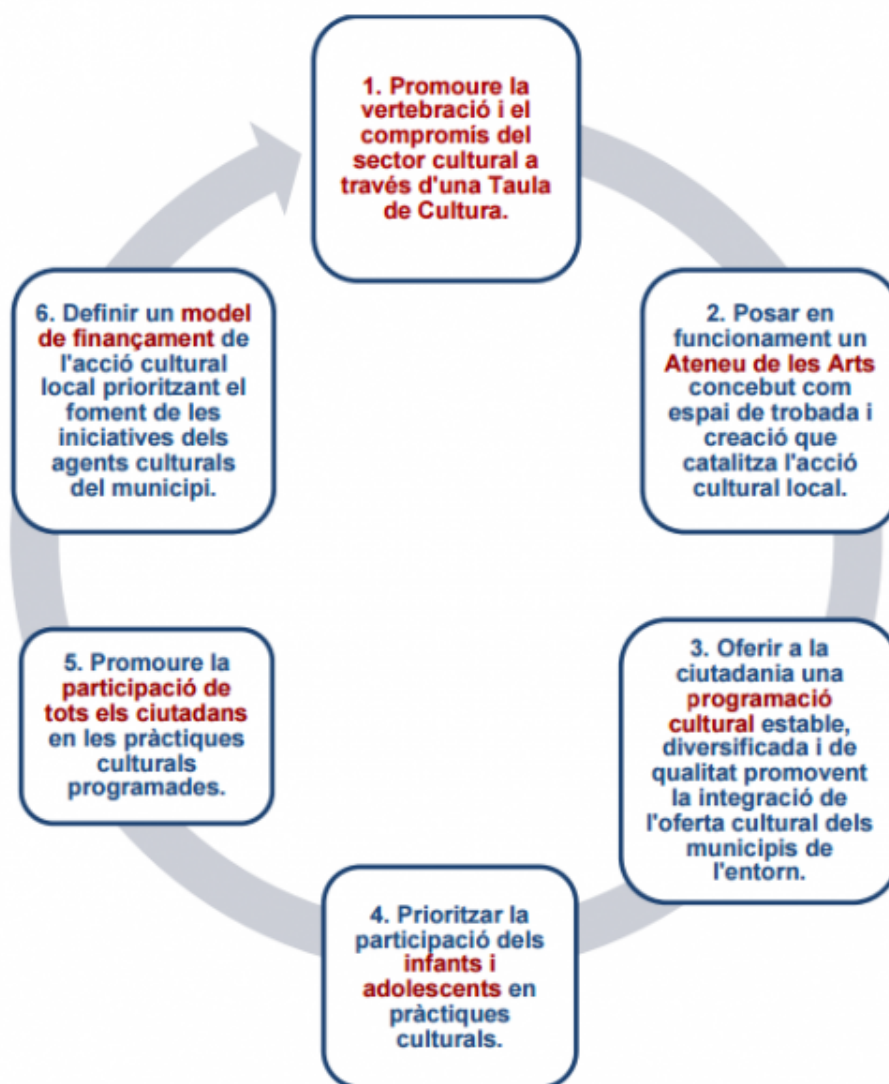 1. Promoure la
vertebració i el
compromís del
sector cultural a
través d'una Taula
de Cultura.
2. Posar en
funcionament un
Ateneu de les Arts
concebut com
espai de trobada i
creació que
catalitza l'acció
cultural local.
3. Oferir a la
ciutadania una
programació
cultural estable,
diversificada i de
qualitat promovent
la integració de
l'oferta cultural dels
municipis de
l'entorn.
4. Prioritzar la
participació dels
infants i
adolescents en
pràctiques
culturals.
5. Promoure la
participació de
tots els ciutadans
en les pràctiques
culturals
programades.
6. Definir un model
de finançament de
l'acció cultural
local prioritzant el
foment de les
iniciatives dels
agents culturals
del municipi.